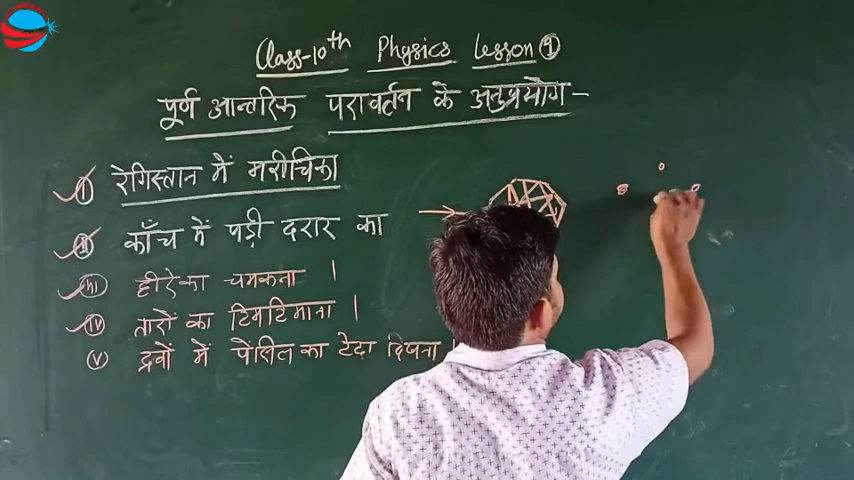 Class-10th Physics Lesson ①
पूर्ण आन्तरिक परावर्तन के अनुप्रयोग -
(i) रेगिस्तान में मरीचिका
(ii) काँच में पड़ी दरार का
(iii) हीरे का चमकना ।
(iv) तारों का टिमटिमाना ।
(v) द्रवों में पेंसिल का टेढ़ा दिखना ।